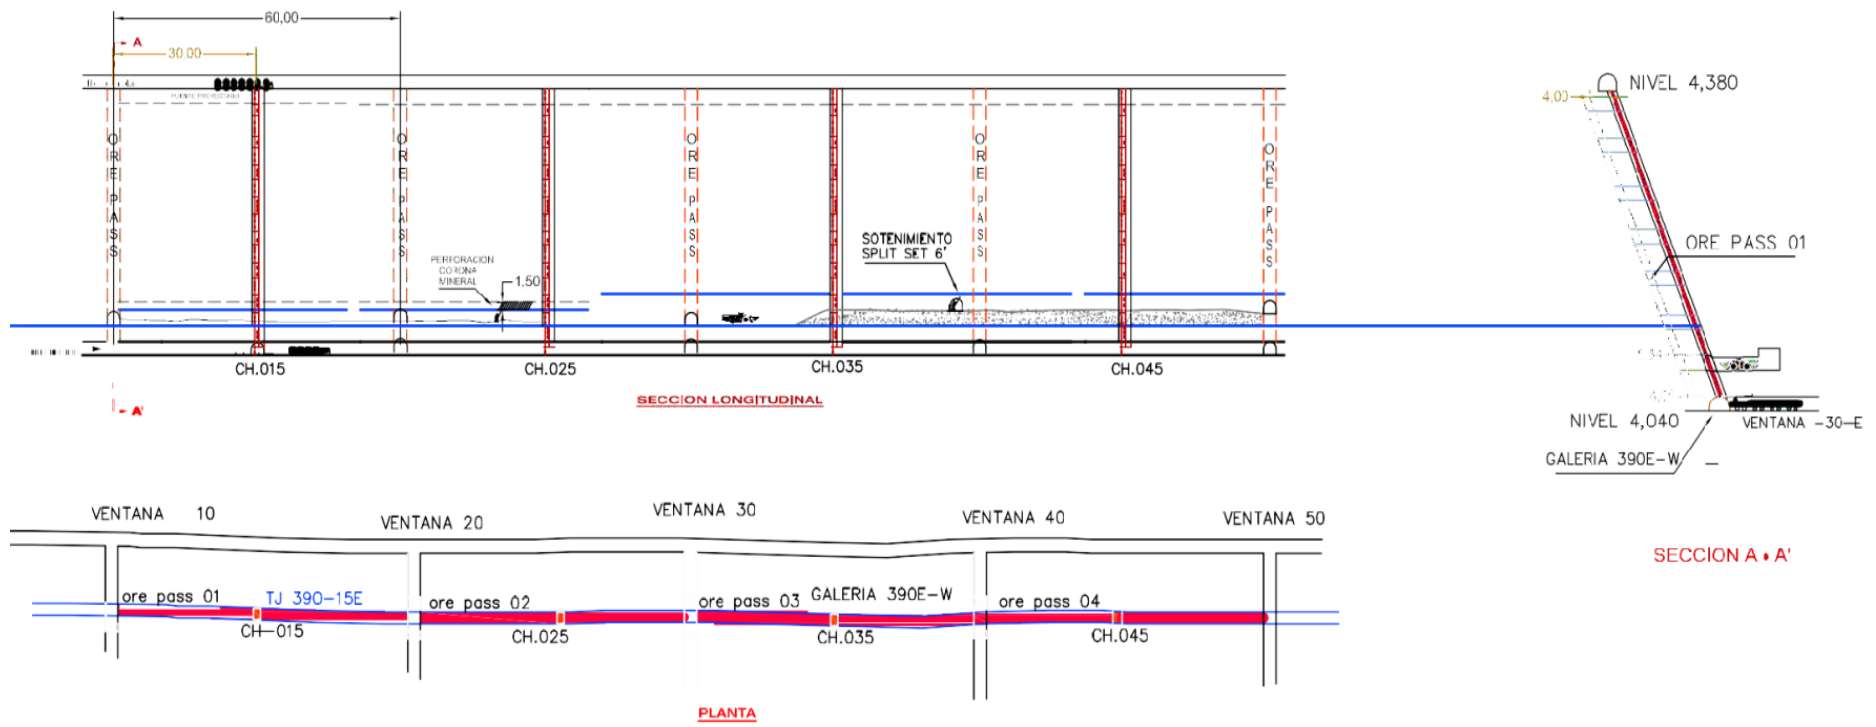 60,00
A
30.00
PUENTE PROYECTADO
ORE PASS
ORE PASS
ORE PASS
ORE PASS
ORE PASS
PERFORACION
CORONA
MINERAL
1,50
SOTENIMIENTO
SPLIT SET 6'
CH.015
CH.025
CH.035
CH.045
A'
SECCION LONGITUDINAL
NIVEL 4,380
4.00
ORE PASS 01
NIVEL 4,040
VENTANA -30-E
GALERIA 390E-W
SECCION A • A'
VENTANA 10
VENTANA 20
VENTANA 30
VENTANA 40
VENTANA 50
ore pass 01
TJ 390-15E
ore pass 02
ore pass 03
GALERIA 390E-W
ore pass 04
CH-015
CH.025
CH.035
CH.045
PLANTA